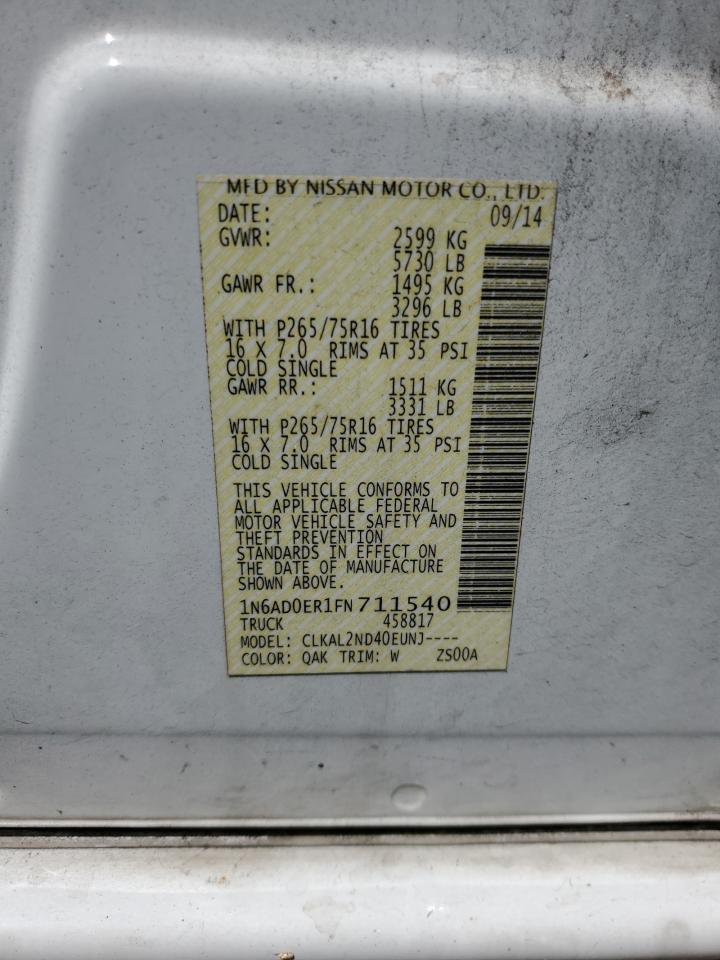 MFD BY NISSAN MOTOR CO., LTD.
DATE: 09/14
GVWR: 2599 KG
5730 LB
GAWR FR.: 1495 KG
3296 LB
WITH P265/75R16 TIRES
16 X 7.0 RIMS AT 35 PSI
COLD SINGLE
GAWR RR.: 1511 KG
3331 LB
WITH P265/75R16 TIRES
16 X 7.0 RIMS AT 35 PSI
COLD SINGLE
THIS VEHICLE CONFORMS TO
ALL APPLICABLE FEDERAL
MOTOR VEHICLE SAFETY AND
THEFT PREVENTION
STANDARDS IN EFFECT ON
THE DATE OF MANUFACTURE
SHOWN ABOVE.
1N6AD0ER1FN711540
TRUCK 458817
MODEL: CLKAL2ND40EUNJ----
COLOR: QAK TRIM: W ZS00A